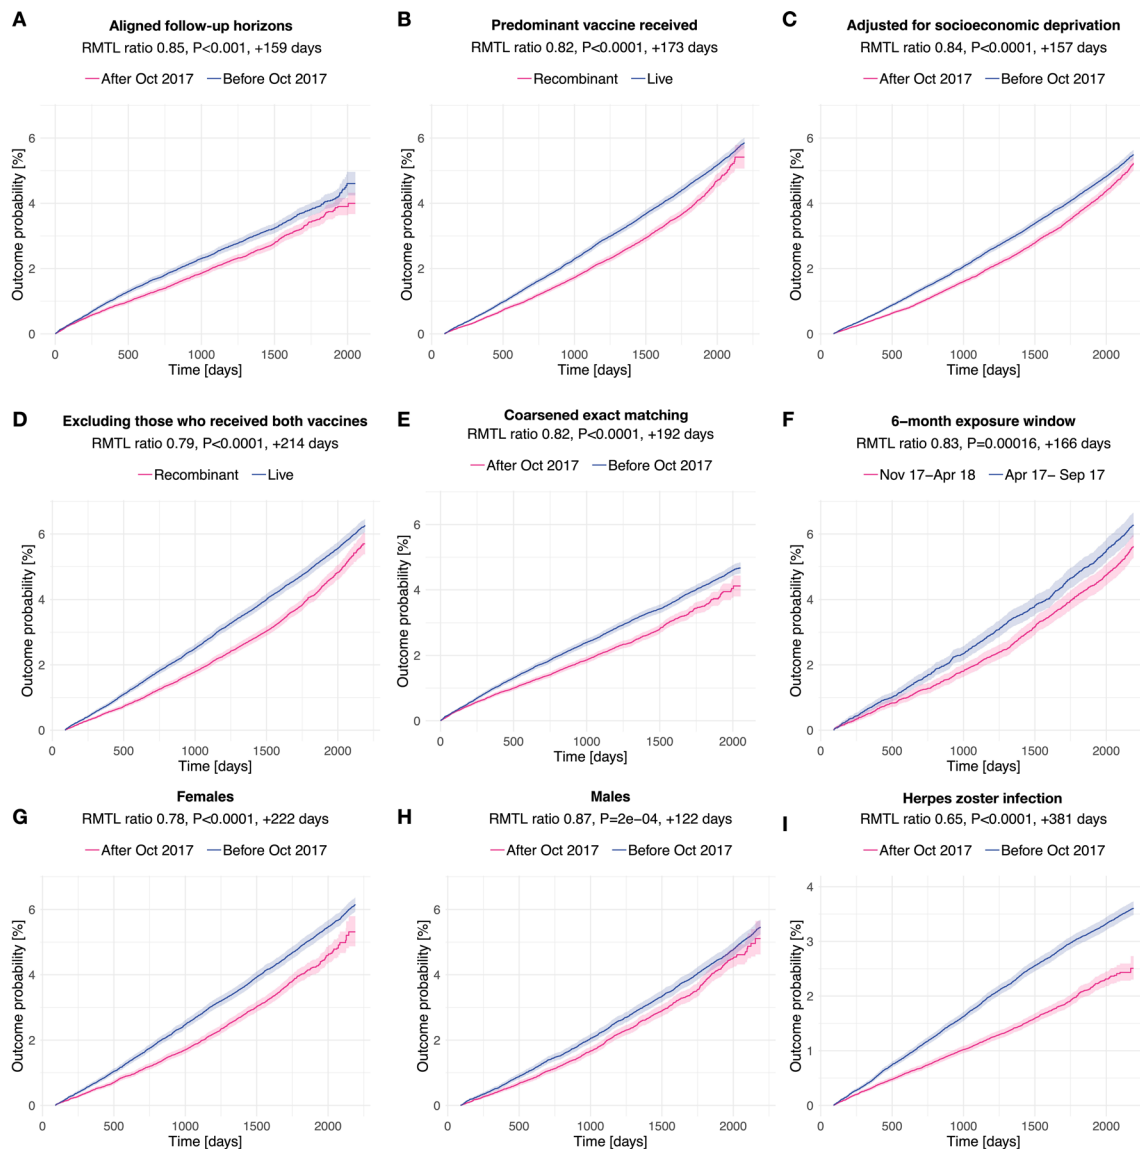 A
Aligned follow-up horizons
RMTL ratio 0.85, P<0.001, +159 days
After Oct 2017 Before Oct 2017
Outcome probability [%]
6
4
2
0
0 500 1000 1500 2000
Time [days]
B
Predominant vaccine received
RMTL ratio 0.82, P<0.0001, +173 days
Recombinant Live
Outcome probability [%]
6
4
2
0
0 500 1000 1500 2000
Time [days]
C
Adjusted for socioeconomic deprivation
RMTL ratio 0.84, P<0.0001, +157 days
After Oct 2017 Before Oct 2017
Outcome probability [%]
6
4
2
0
0 500 1000 1500 2000
Time [days]
D
Excluding those who received both vaccines
RMTL ratio 0.79, P<0.0001, +214 days
Recombinant Live
Outcome probability [%]
6
4
2
0
0 500 1000 1500 2000
Time [days]
E
Coarsened exact matching
RMTL ratio 0.82, P<0.0001, +192 days
After Oct 2017 Before Oct 2017
Outcome probability [%]
6
4
2
0
0 500 1000 1500 2000
Time [days]
F
6−month exposure window
RMTL ratio 0.83, P=0.00016, +166 days
Nov 17−Apr 18 Apr 17− Sep 17
Outcome probability [%]
6
4
2
0
0 500 1000 1500 2000
Time [days]
G
Females
RMTL ratio 0.78, P<0.0001, +222 days
After Oct 2017 Before Oct 2017
Outcome probability [%]
6
4
2
0
0 500 1000 1500 2000
Time [days]
H
Males
RMTL ratio 0.87, P=2e−04, +122 days
After Oct 2017 Before Oct 2017
Outcome probability [%]
6
4
2
0
0 500 1000 1500 2000
Time [days]
I
Herpes zoster infection
RMTL ratio 0.65, P<0.0001, +381 days
After Oct 2017 Before Oct 2017
Outcome probability [%]
4
3
2
1
0
0 500 1000 1500 2000
Time [days]